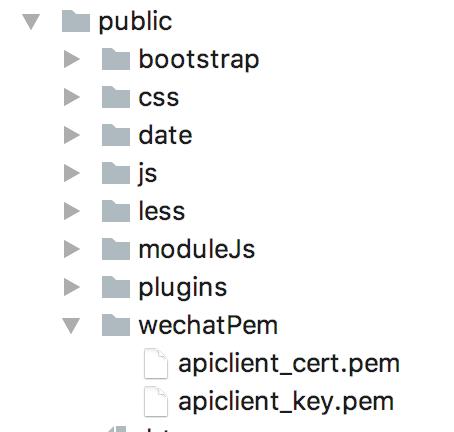 public
bootstrap
css
date
js
less
moduleJs
plugins
wechatPem
apiclient_cert.pem
apiclient_key.pem